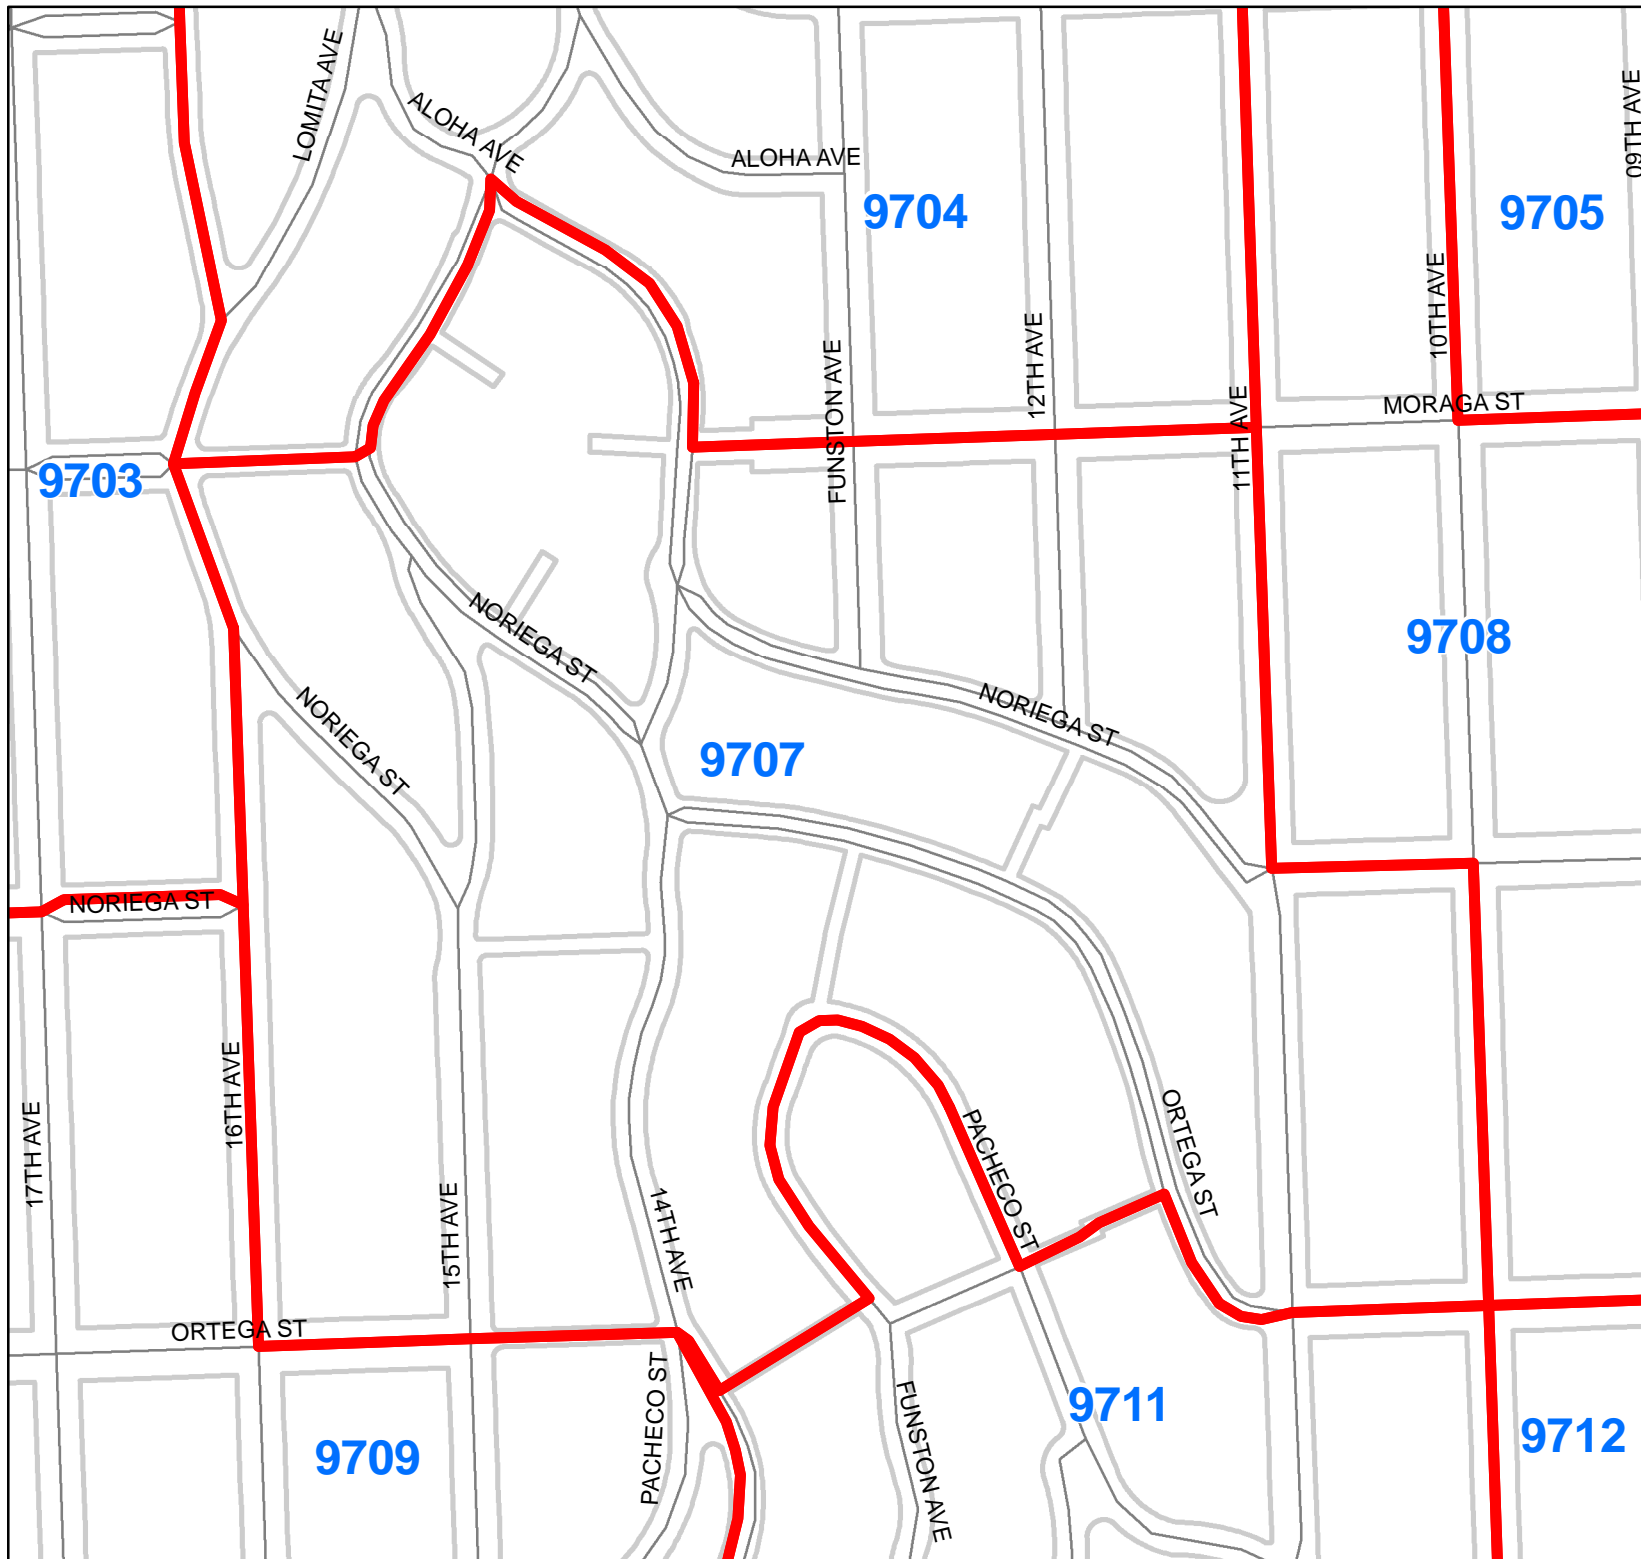 LOMITA AVE
ALOHA AVE
ALOHA AVE
09TH AVE
9704
9705
10TH AVE
12TH AVE
FUNSTON AVE
11TH AVE
MORAGA ST
9703
NORIEGA ST
9708
NORIEGA ST
NORIEGA ST
9707
NORIEGA ST
16TH AVE
17TH AVE
15TH AVE
14TH AVE
PACHECO ST
ORTEGA ST
ORTEGA ST
PACHECO ST
FUNSTON AVE
9711
9712
9709